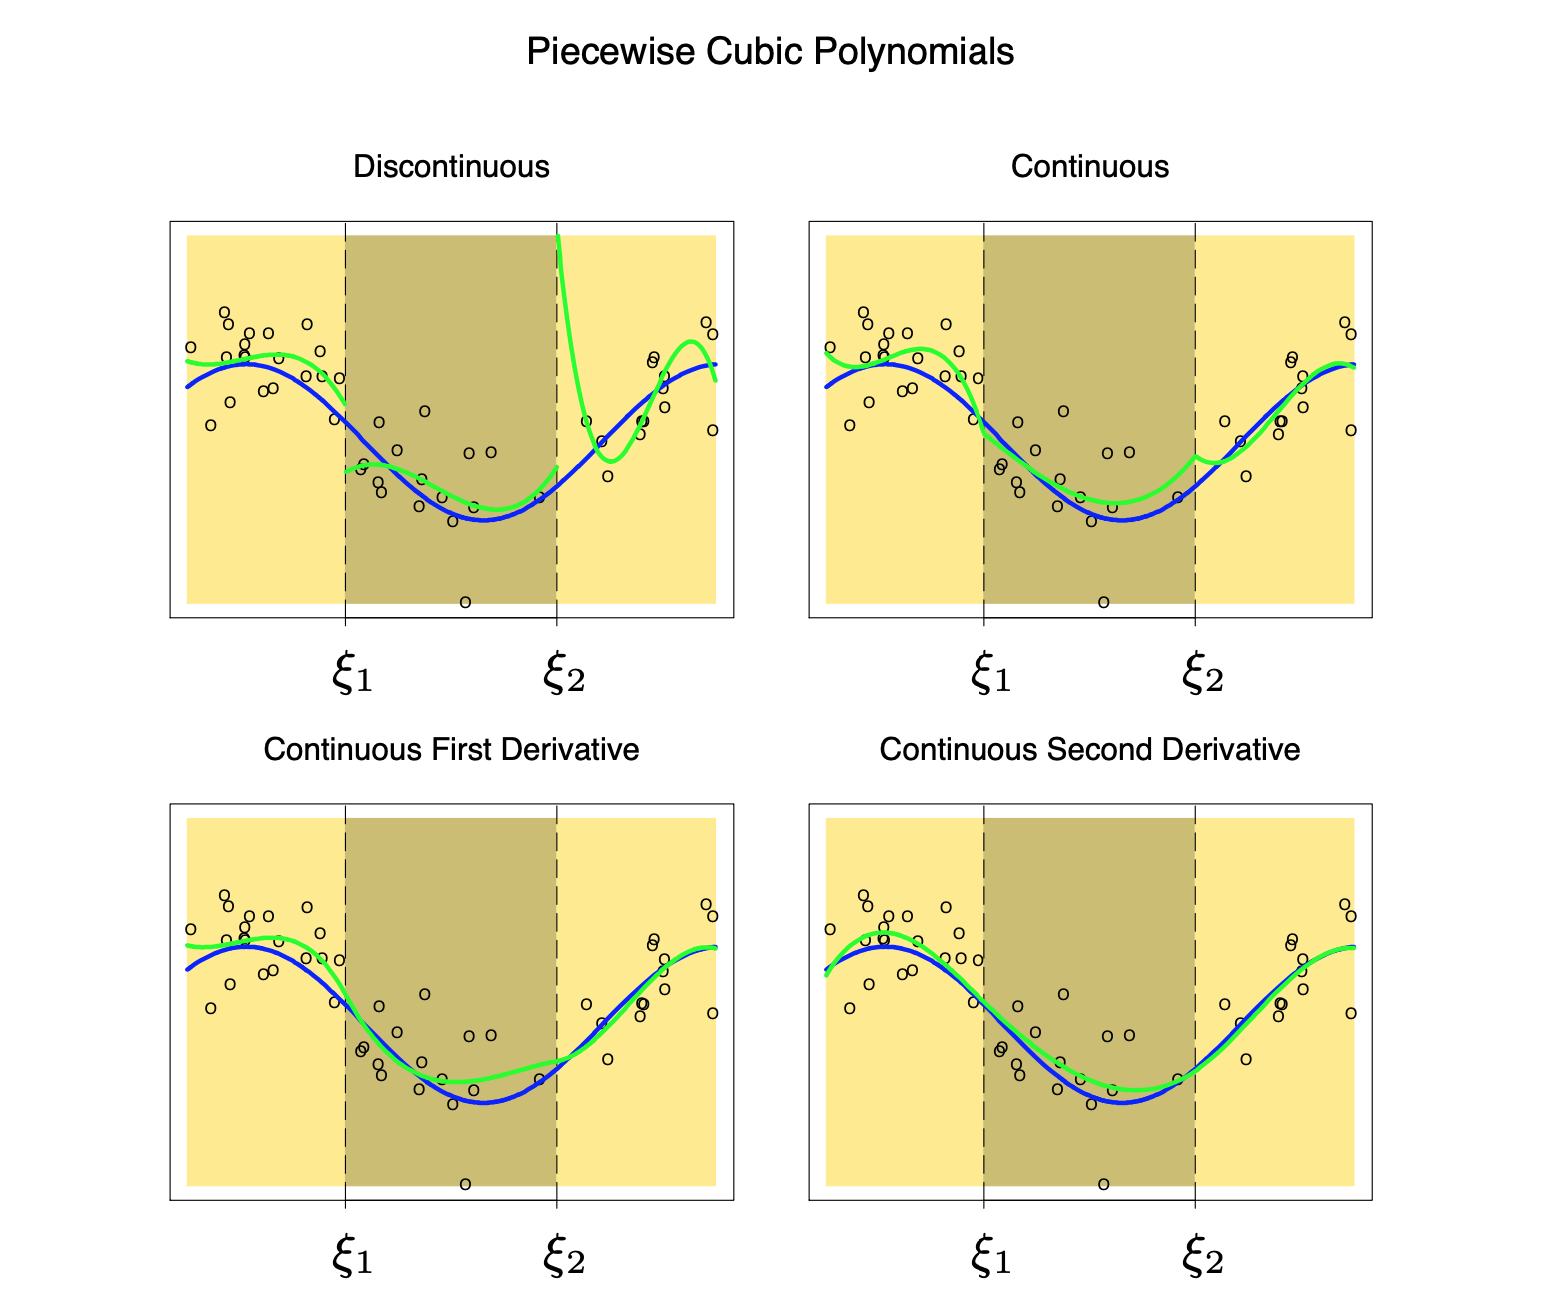 Piecewise Cubic Polynomials
Discontinuous
Continuous
ξ1 ξ2
ξ1 ξ2
Continuous First Derivative
Continuous Second Derivative
ξ1 ξ2
ξ1 ξ2